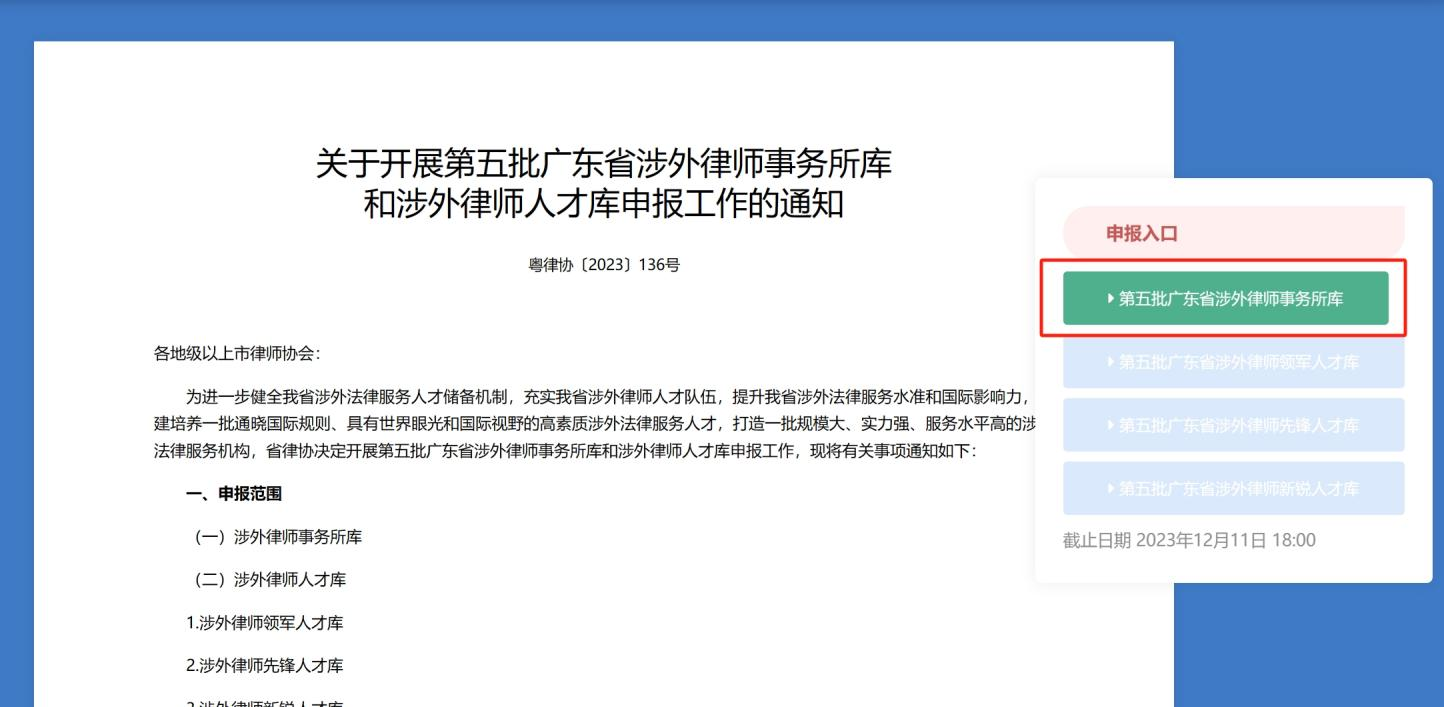 关于开展第五批广东省涉外律师事务所库
和涉外律师人才库申报工作的通知
粤律协〔2023〕136号
各地级以上市律师协会：
为进一步健全我省涉外法律服务人才储备机制，充实我省涉外律师人才队伍，提升我省涉外法律服务水准和国际影响力，
建培养一批通晓国际规则、具有世界眼光和国际视野的高素质涉外法律服务人才，打造一批规模大、实力强、服务水平高的涉
法律服务机构，省律协决定开展第五批广东省涉外律师事务所库和涉外律师人才库申报工作，现将有关事项通知如下：
一、申报范围
（一）涉外律师事务所库
（二）涉外律师人才库
1.涉外律师领军人才库
2.涉外律师先锋人才库
3.涉外律师新锐人才库
申报入口
第五批广东省涉外律师事务所库
第五批广东省涉外律师领军人才库
第五批广东省涉外律师先锋人才库
第五批广东省涉外律师新锐人才库
截止日期 2023年12月11日 18:00